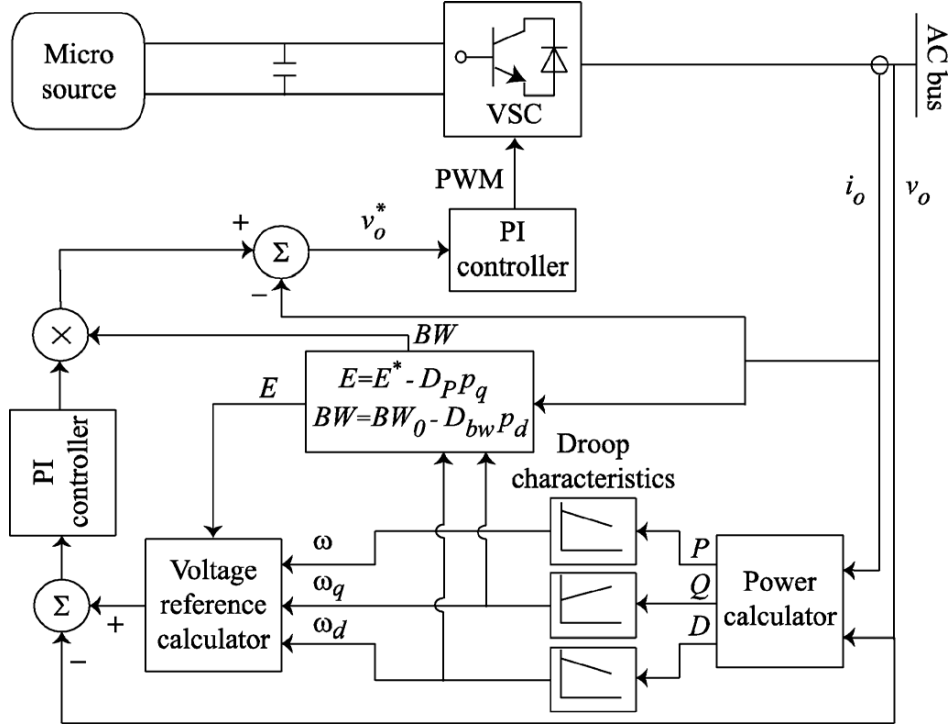 Micro
source
VSC
AC bus
PWM
i_o
v_o
+
Σ
v_o^*
PI
controller
−
×
BW
E=E^* - D_P p_q
BW=BW_0 - D_bw p_d
E
PI
controller
Droop
characteristics
ω
ω_q
ω_d
P
Q
D
Voltage
reference
calculator
Power
calculator
Σ
+
−